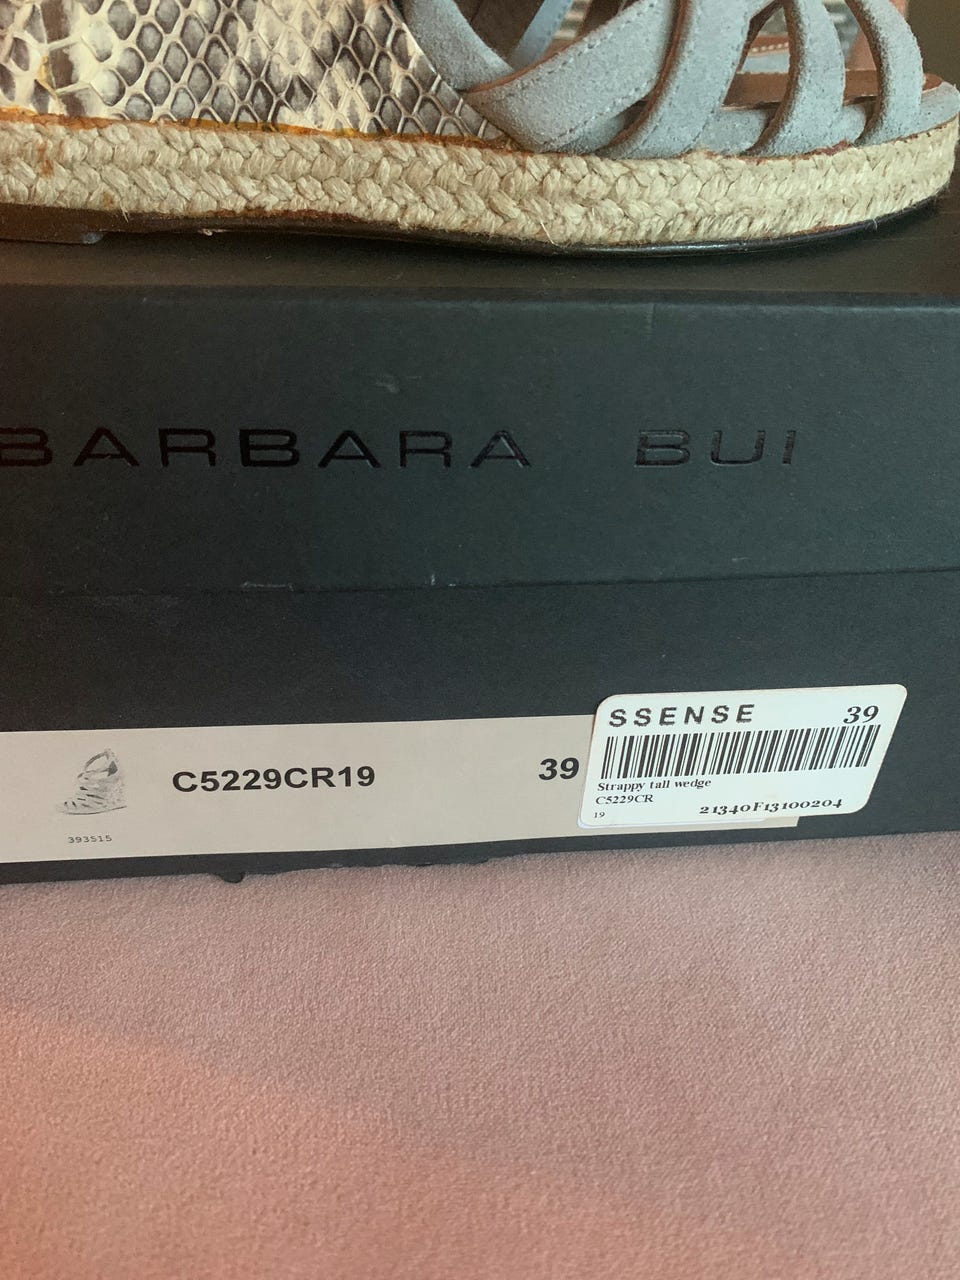 BARBARA BUI
C5229CR19 39
393515
SSENSE 39
Strappy tall wedge
C5229CR
19 21340F13100204